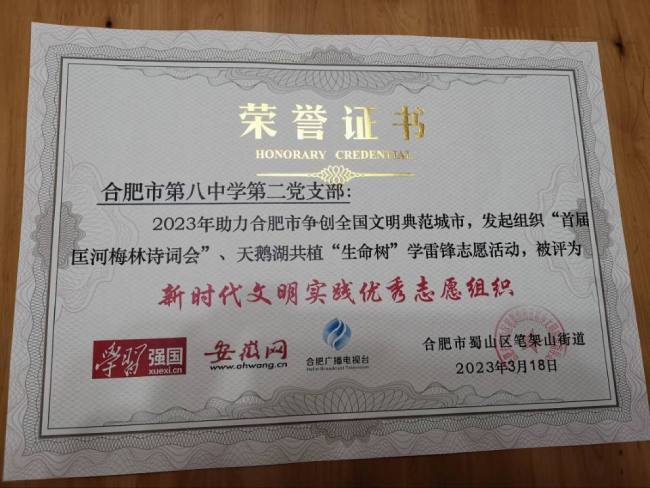 荣誉证书
HONORARY CREDENTIAL
合肥市第八中学第二党支部:
2023年助力合肥市争创全国文明典范城市，发起组织“首届
匡河梅林诗词会”、天鹅湖共植“生命树”学雷锋志愿活动，被评为
新时代文明实践优秀志愿组织
学习强国
xuexi.cn
安徽网
www.ahwang.cn
合肥广播电视台
Hefei Broadcast Television
合肥市蜀山区笔架山街道
2023年3月18日